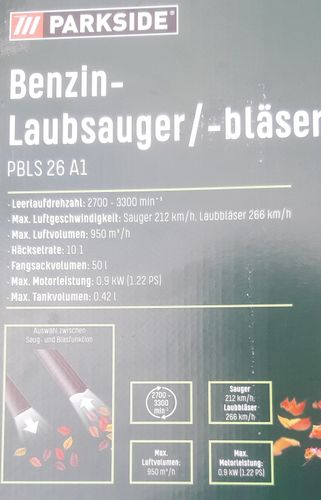 PARKSIDE®
Benzin-
Laubsauger/-bläser
PBLS 26 A1
· Leerlaufdrehzahl: 2700 - 3300 min⁻¹
· Max. Luftgeschwindigkeit: Sauger 212 km/h, Laubbläser 266 km/h
· Max. Luftvolumen: 950 m³/h
· Häckselrate: 10:1
· Fangsackvolumen: 50 l
· Max. Motorleistung: 0.9 kW (1.22 PS)
· Max. Tankvolumen: 0.42 l
Auswahl zwischen
Saug- und Blasfunktion
2700 -
3300
min⁻¹
Sauger
212 km/h,
Laubbläser
266 km/h
Max.
Luftvolumen:
950 m³/h
Max.
Motorleistung:
0.9 kW (1.22 PS)